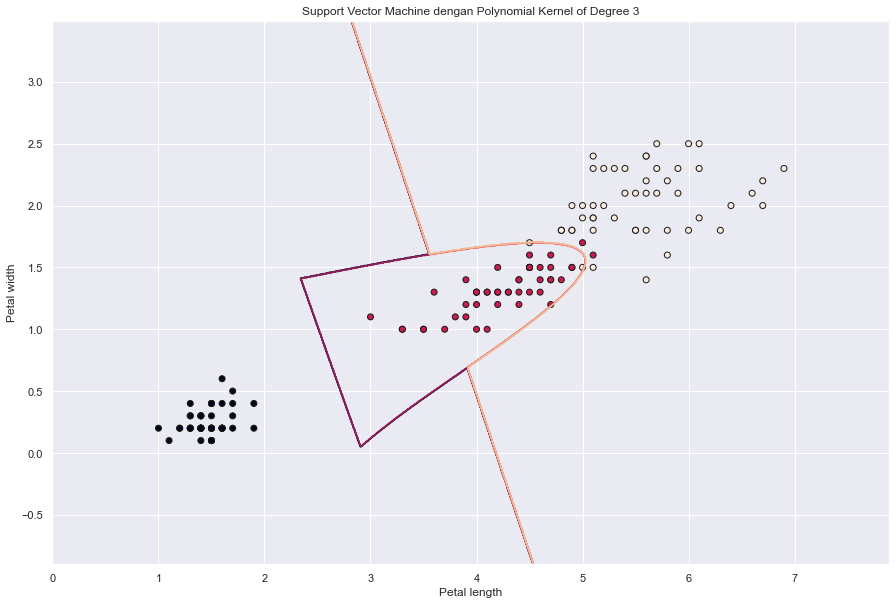 Support Vector Machine dengan Polynomial Kernel of Degree 3
Petal width
3.0
2.5
2.0
1.5
1.0
0.5
0.0
−0.5
0 1 2 3 4 5 6 7
Petal length